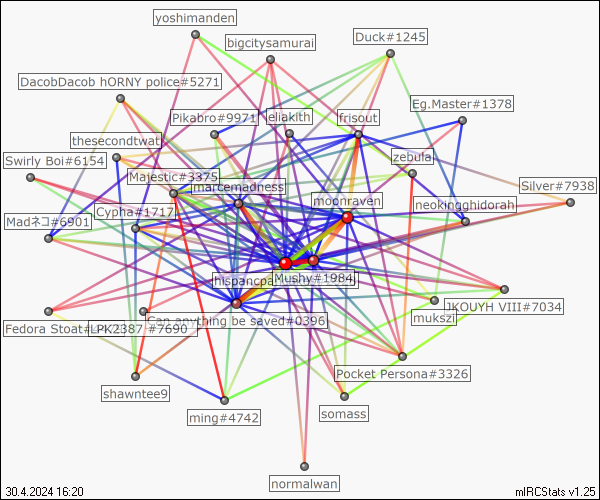 yoshimanden
Duck#1245
bigcitysamurai
DacobDacob hORNY police#5271
Eg.Master#1378
Pikabro#9971
eliakith
frisout
thesecondtwat
zebula
Swirly Boi#6154
Majestic#3375
marcemadness
Silver#7938
moonraven
neokingghidorah
Cypha#1717
Madネコ#6901
Mushy#1984
hispancpa
VIII#7034
mukszi
Can anything be saved#0396
Fedora Stoat#
LPK2387
#7690
Pocket Persona#3326
shawntee9
ming#4742
somass
normalwan
30.4.2024 16:20
mIRCStats v1.25